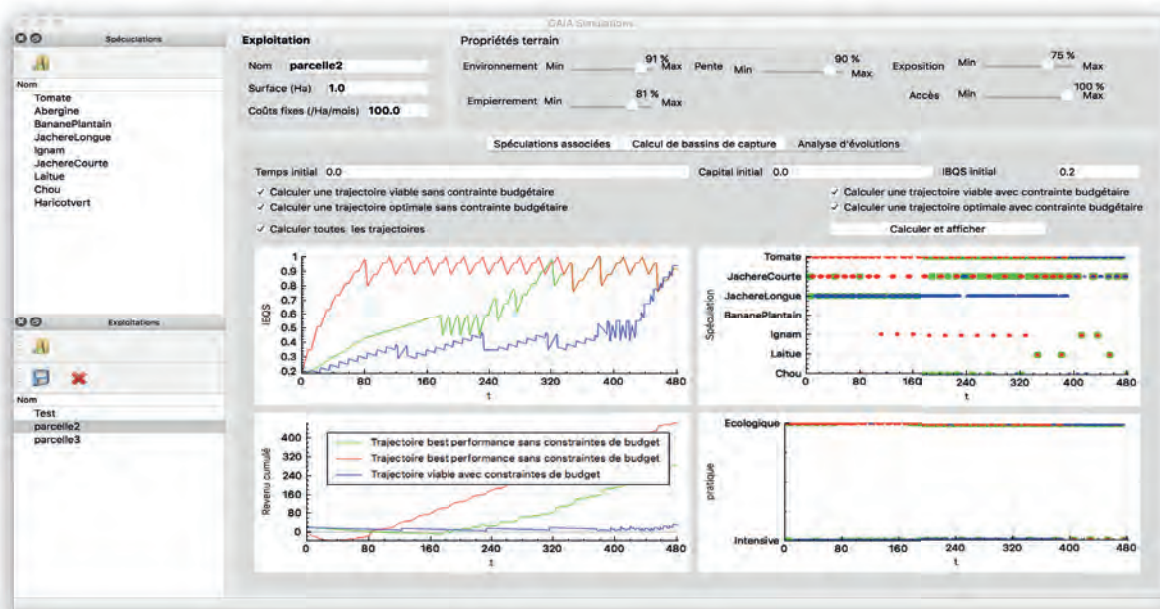 GAIA Simulations
Spéculations
Nom
Tomate
Abergine
BananePlantain
JachereLongue
Ignam
JachereCourte
Laitue
Chou
Haricotvert
Exploitations
Nom
Test
parcelle2
parcelle3
Exploitation
Nom parcelle2
Surface (Ha) 1.0
Coûts fixes (/Ha/mois) 100.0
Propriétés terrain
Environnement Min 91 % Max
Pente Min 90 % Max
Exposition Min 75 % Max
Empierrement Min 81 % Max
Accès Min 100 % Max
Spéculations associées Calcul de bassins de capture Analyse d'évolutions
Temps initial 0.0 Capital initial 0.0 IBQS initial 0.2
Calculer une trajectoire viable sans contrainte budgétaire
Calculer une trajectoire viable avec contrainte budgétaire
Calculer une trajectoire optimale sans contrainte budgétaire
Calculer une trajectoire optimale avec contrainte budgétaire
Calculer toutes les trajectoires
Calculer et afficher
IEQS
1
0.9
0.8
0.7
0.6
0.5
0.4
0.3
0.2
0 80 160 240 320 400 480
t
Spéculation
Tomate
JachereCourte
JachereLongue
BananePlantain
Ignam
Laitue
Chou
0 80 160 240 320 400 480
t.
Revenu cumulé
400
320
240
160
80
0
Trajectoire best performance sans constraintes de budget
Trajectoire best performance sans constraintes de budget
Trajectoire viable avec constraintes de budget
0 80 160 240 320 400 480
t
pratique
Ecologique
Intensive
0 80 160 240 320 400 480
t.